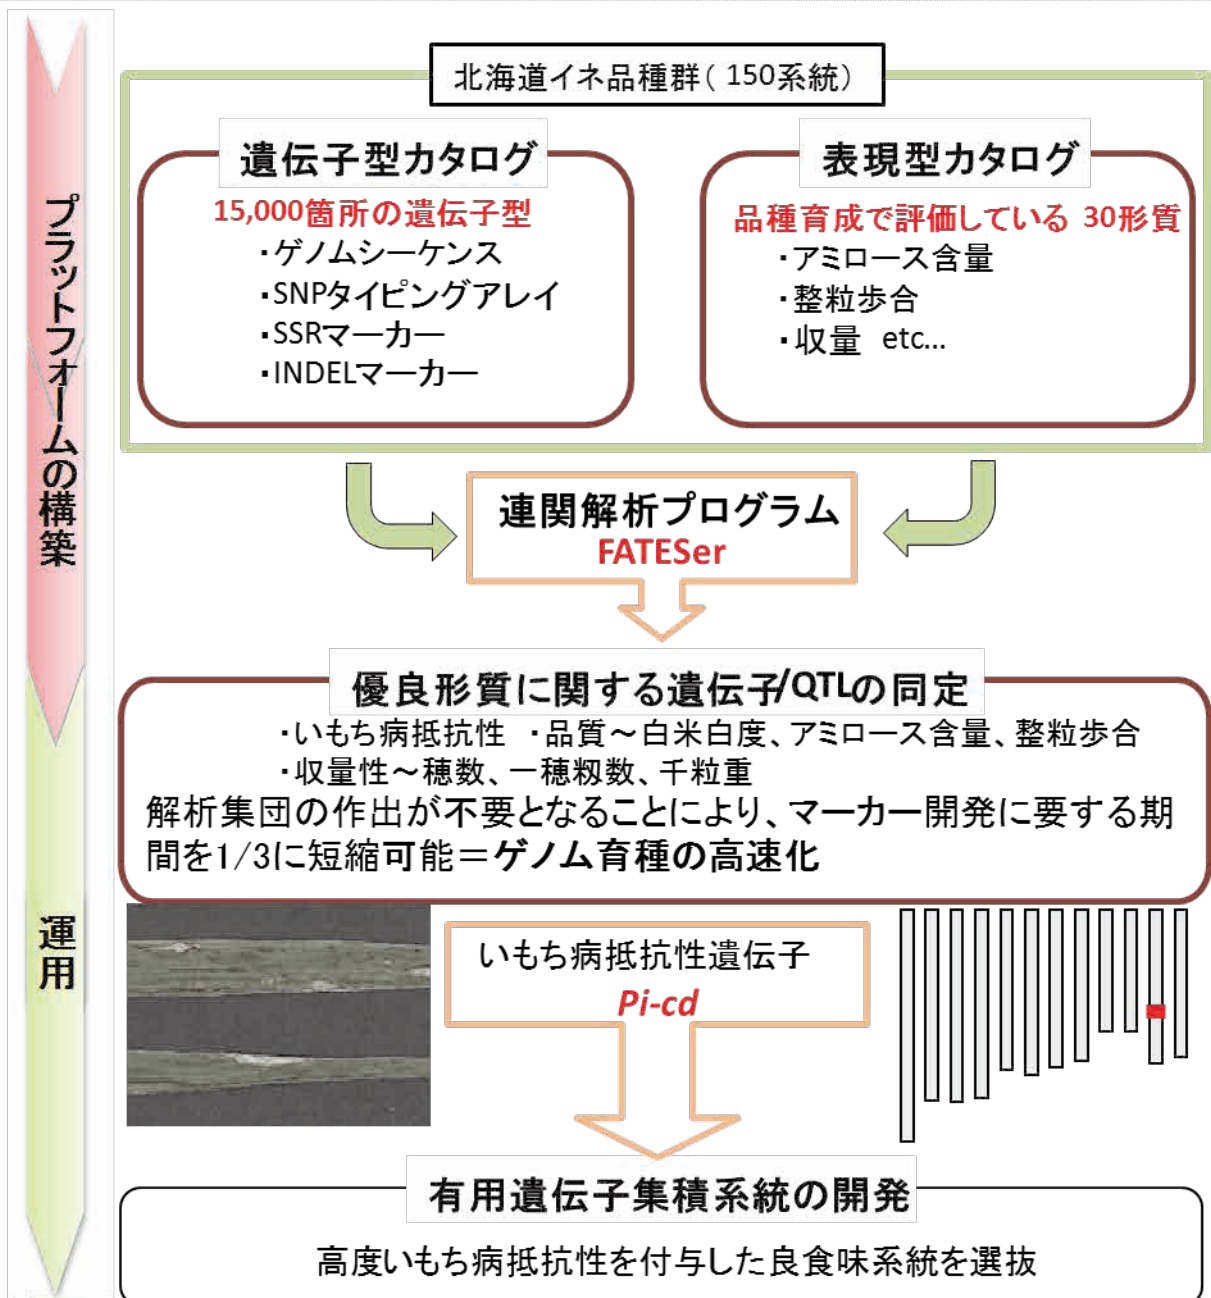 北海道イネ品種群（150系統）
遺伝子型カタログ
15,000箇所の遺伝子型
・ゲノムシーケンス
・SNPタイピングアレイ
・SSRマーカー
・INDELマーカー
表現型カタログ
品種育成で評価している 30形質
・アミロース含量
・整粒歩合
・収量 etc...
プラットフォームの構築
連関解析プログラム
FATESer
優良形質に関する遺伝子/QTLの同定
・いもち病抵抗性 ・品質～白米白度、アミロース含量、整粒歩合
・収量性～穂数、一穂籾数、千粒重
解析集団の作出が不要となることにより、マーカー開発に要する期
間を1/3に短縮可能＝ゲノム育種の高速化
運用
いもち病抵抗性遺伝子
Pi-cd
有用遺伝子集積系統の開発
高度いもち病抵抗性を付与した良食味系統を選抜